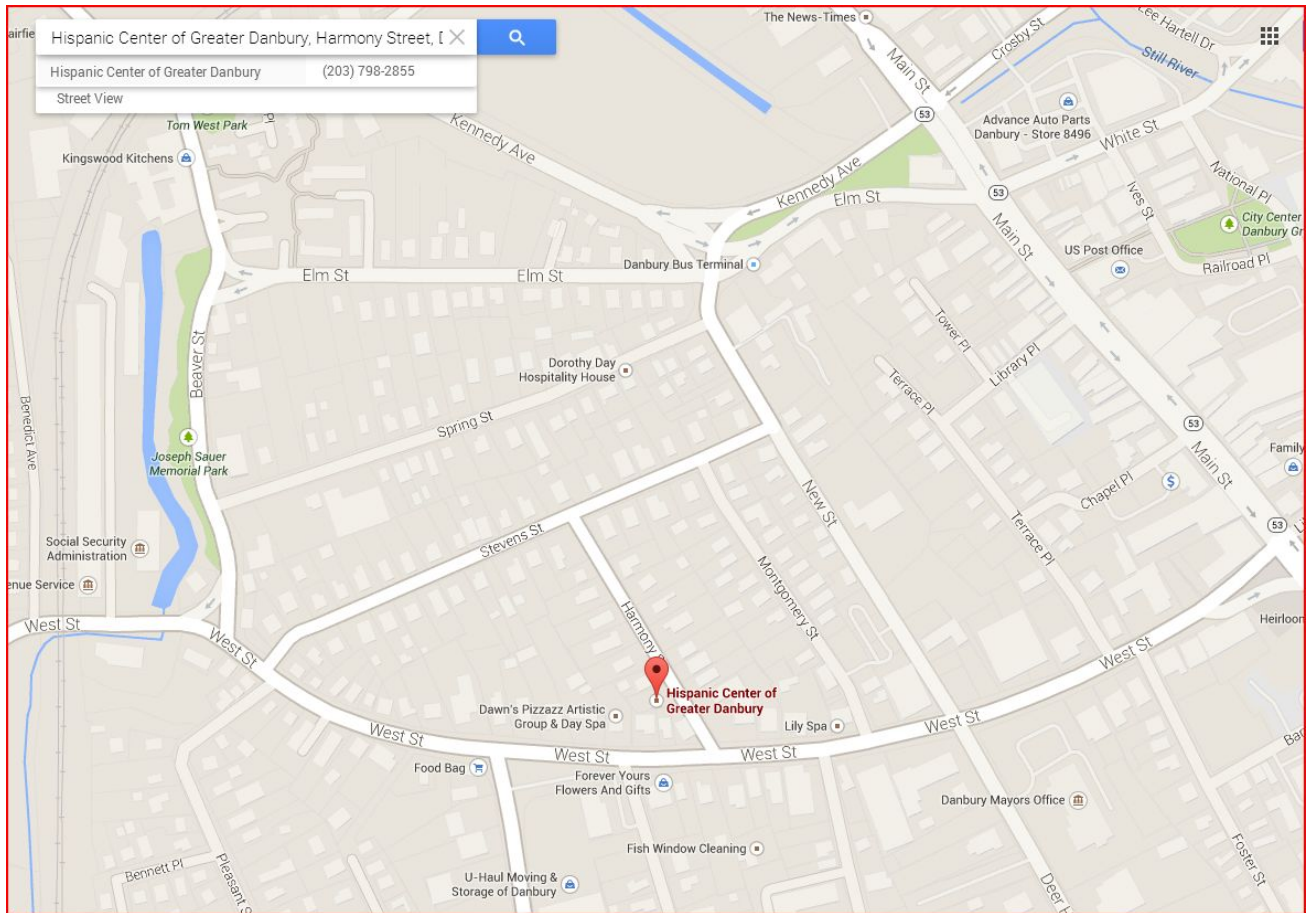 Hispanic Center of Greater Danbury, Harmony Street, [
Hispanic Center of Greater Danbury
(203) 798-2855
Street View
The News-Times
Main St
Crosby St
Lee Hartell Dr
Still River
Tom West Park
Pl
Kingswood Kitchens
Kennedy Ave
53
Advance Auto Parts
Danbury - Store 8496
White St
Kennedy Ave
Elm St
53
Ives St
National Pl
City Center
Danbury Gr
Main St
US Post Office
Railroad Pl
Elm St
Elm St
Danbury Bus Terminal
Beaver St
Dorothy Day
Hospitality House
Tower Pl
Library Pl
Terrace Pl
Benedict Ave
Spring St
Joseph Sauer
Memorial Park
53
Main St
Family
Chapel Pl
New St
Terrace Pl
53
Stevens St
Social Security
Administration
enue Service
Montgomery St
Harmony
West St
West St
Heirloom
West St
Hispanic Center of
Greater Danbury
Dawn's Pizzazz Artistic
Group & Day Spa
Lily Spa
West St
West St
West St
West St
Food Bag
Forever Yours
Flowers And Gifts
Danbury Mayors Office
Fish Window Cleaning
Foster St
Bennett Pl
Pleasant S
U-Haul Moving &
Storage of Danbury
Deer H